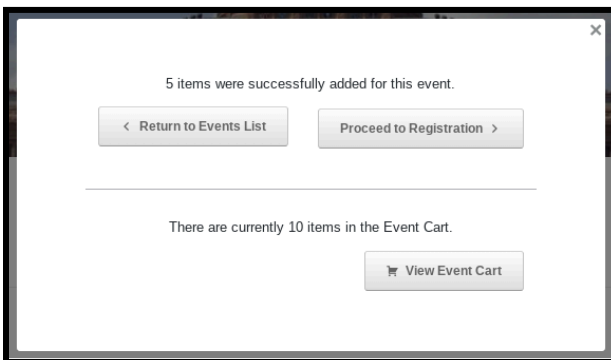 5 items were successfully added for this event.
Return to Events List
Proceed to Registration
There are currently 10 items in the Event Cart.
View Event Cart